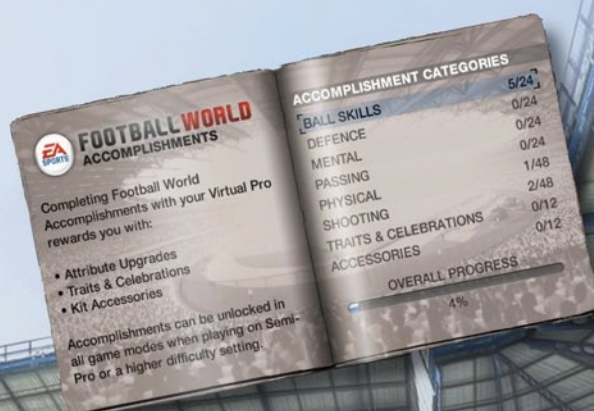 EA SPORTS
FOOTBALL WORLD
ACCOMPLISHMENTS
Completing Football World
Accomplishments with your Virtual Pro
rewards you with:
• Attribute Upgrades
• Traits & Celebrations
• Kit Accessories
Accomplishments can be unlocked in
all game modes when playing on Semi-
Pro or a higher difficulty setting.
ACCOMPLISHMENT CATEGORIES
BALL SKILLS 5/24
DEFENCE 0/24
MENTAL 0/24
PASSING 0/24
PHYSICAL 1/48
SHOOTING 2/48
TRAITS & CELEBRATIONS 0/12
ACCESSORIES 0/12
OVERALL PROGRESS
4%